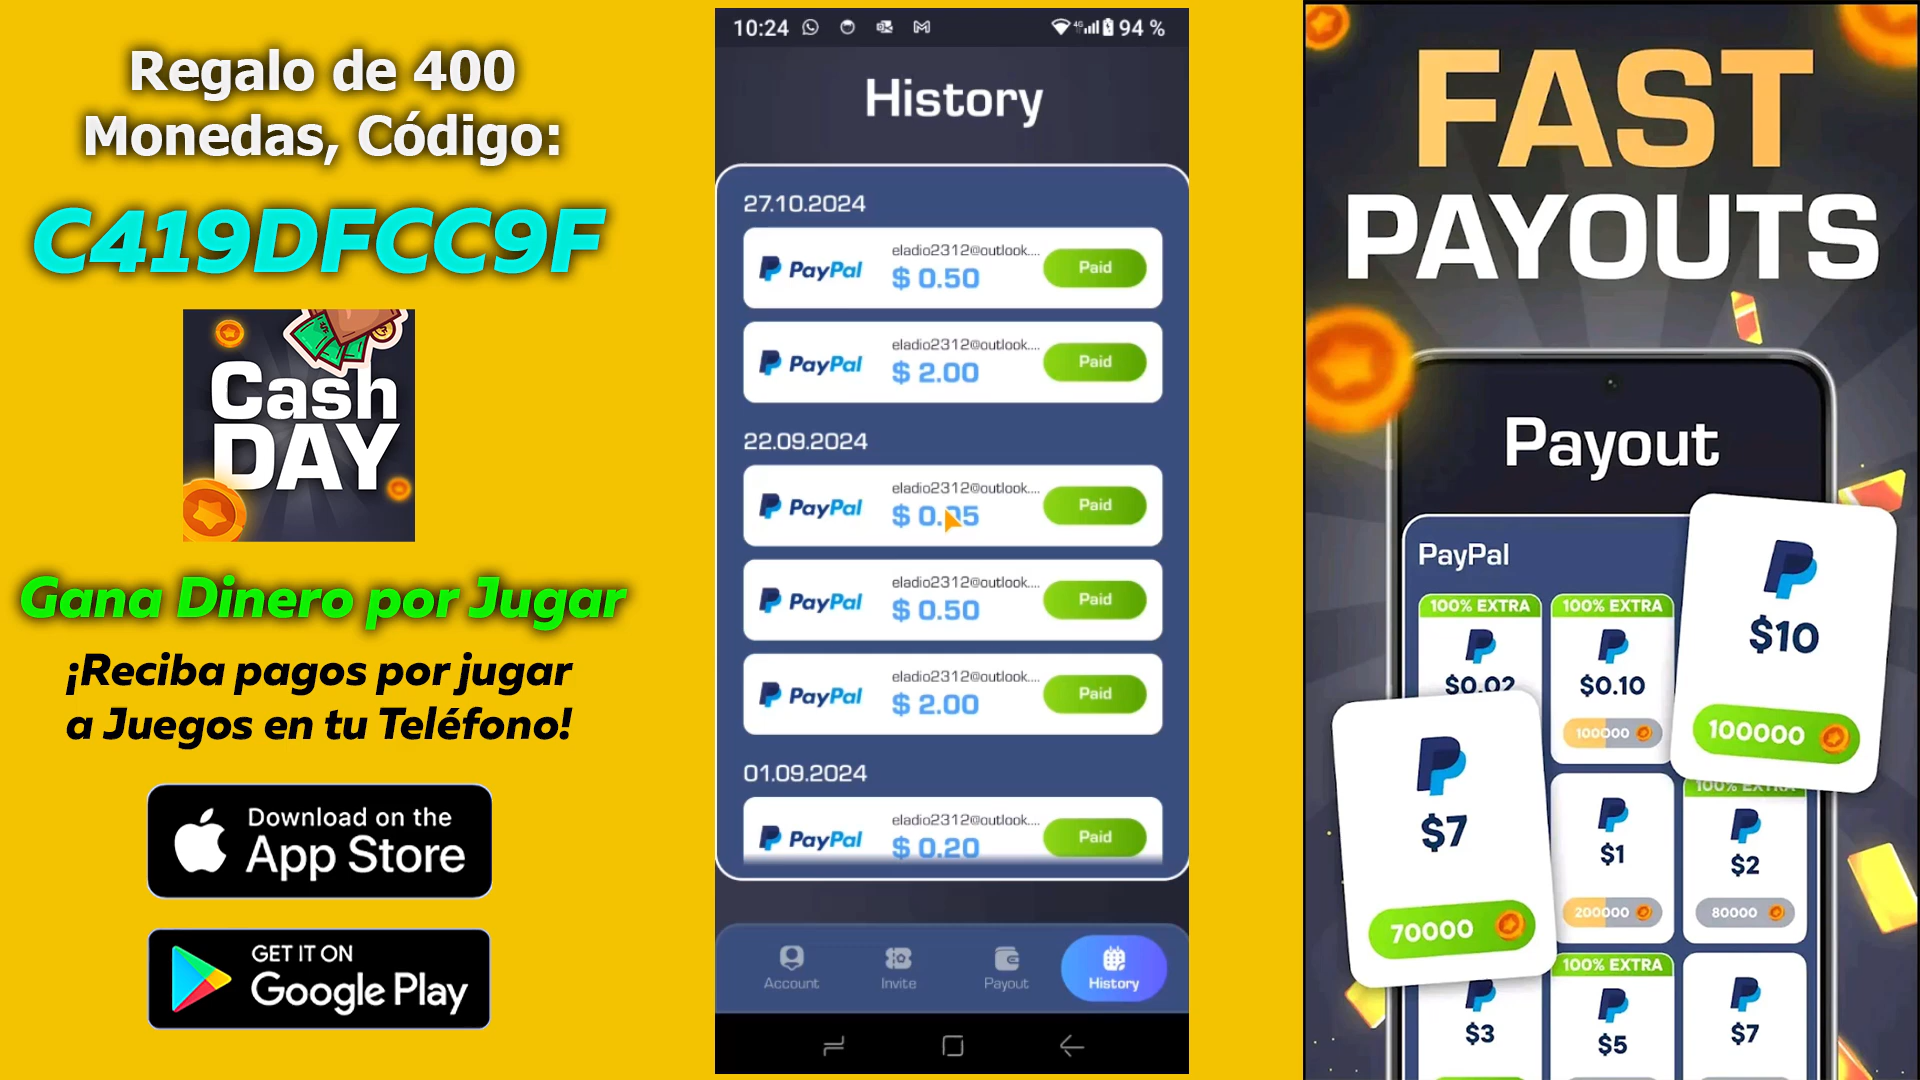 Regalo de 400
Monedas, Código:
C419DFCC9F
Cash
DAY
Gana Dinero por Jugar
¡Reciba pagos por jugar
a Juegos en tu Teléfono!
Download on the
App Store
GET IT ON
Google Play
10:24
4G
94 %
History
27.10.2024
PayPal
eladio2312@outlook....
$ 0.50
Paid
PayPal
eladio2312@outlook....
$ 2.00
Paid
22.09.2024
PayPal
eladio2312@outlook....
Paid
PayPal
eladio2312@outlook....
$ 0.50
Paid
PayPal
eladio2312@outlook....
$ 2.00
Paid
01.09.2024
PayPal
eladio2312@outlook....
$ 0.20
Paid
Account
Invite
Payout
History
FAST
PAYOUTS
Payout
PayPal
100% EXTRA
$0.02
100% EXTRA
$0.10
100000
$10
100000
$7
70000
$1
200000
100% EXTRA
$2
80000
$3
100% EXTRA
$5
$7